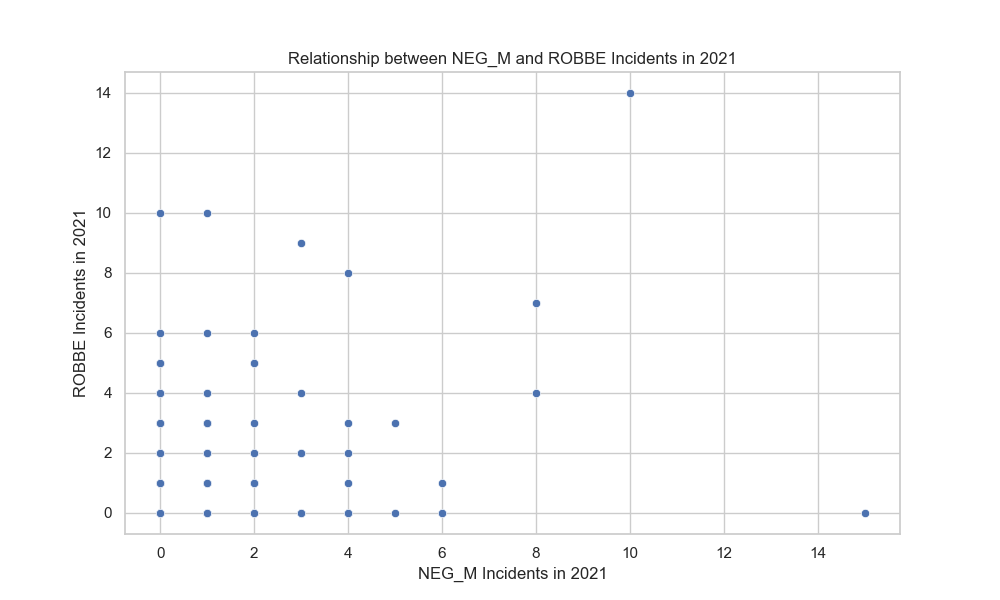 Relationship between NEG_M and ROBBE Incidents in 2021
14
12
10
8
6
4
2
0
ROBBE Incidents in 2021
0 2 4 6 8 10 12 14
NEG_M Incidents in 2021